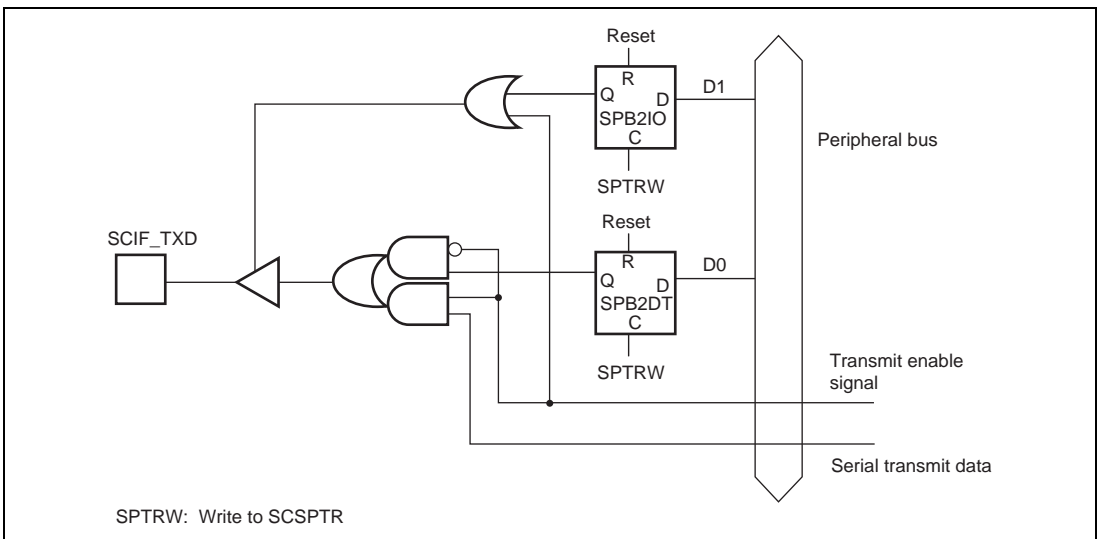 Reset
R
Q
D
D1
SPB2IO
C
Peripheral bus
SPTRW
Reset
SCIF_TXD
R
D0
Q
D
SPB2DT
C
SPTRW
Transmit enable
signal
Serial transmit data
SPTRW: Write to SCSPTR